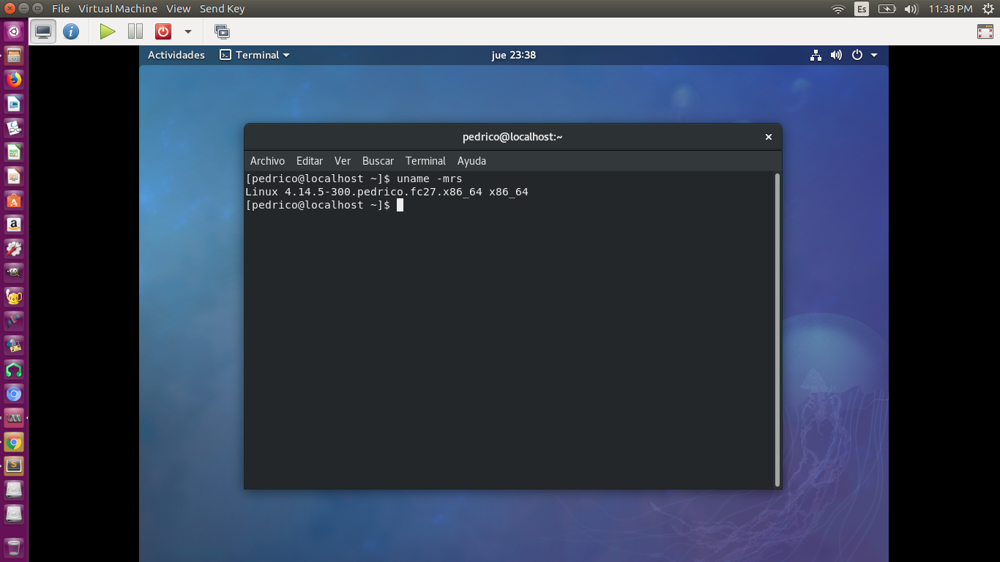 File Virtual Machine View Send Key
Es
11:38 PM
Actividades Terminal jue 23:38
pedrico@localhost:~
Archivo Editar Ver Buscar Terminal Ayuda
[pedrico@localhost ~]$ uname -mrs
Linux 4.14.5-300.pedrico.fc27.x86_64 x86_64
[pedrico@localhost ~]$